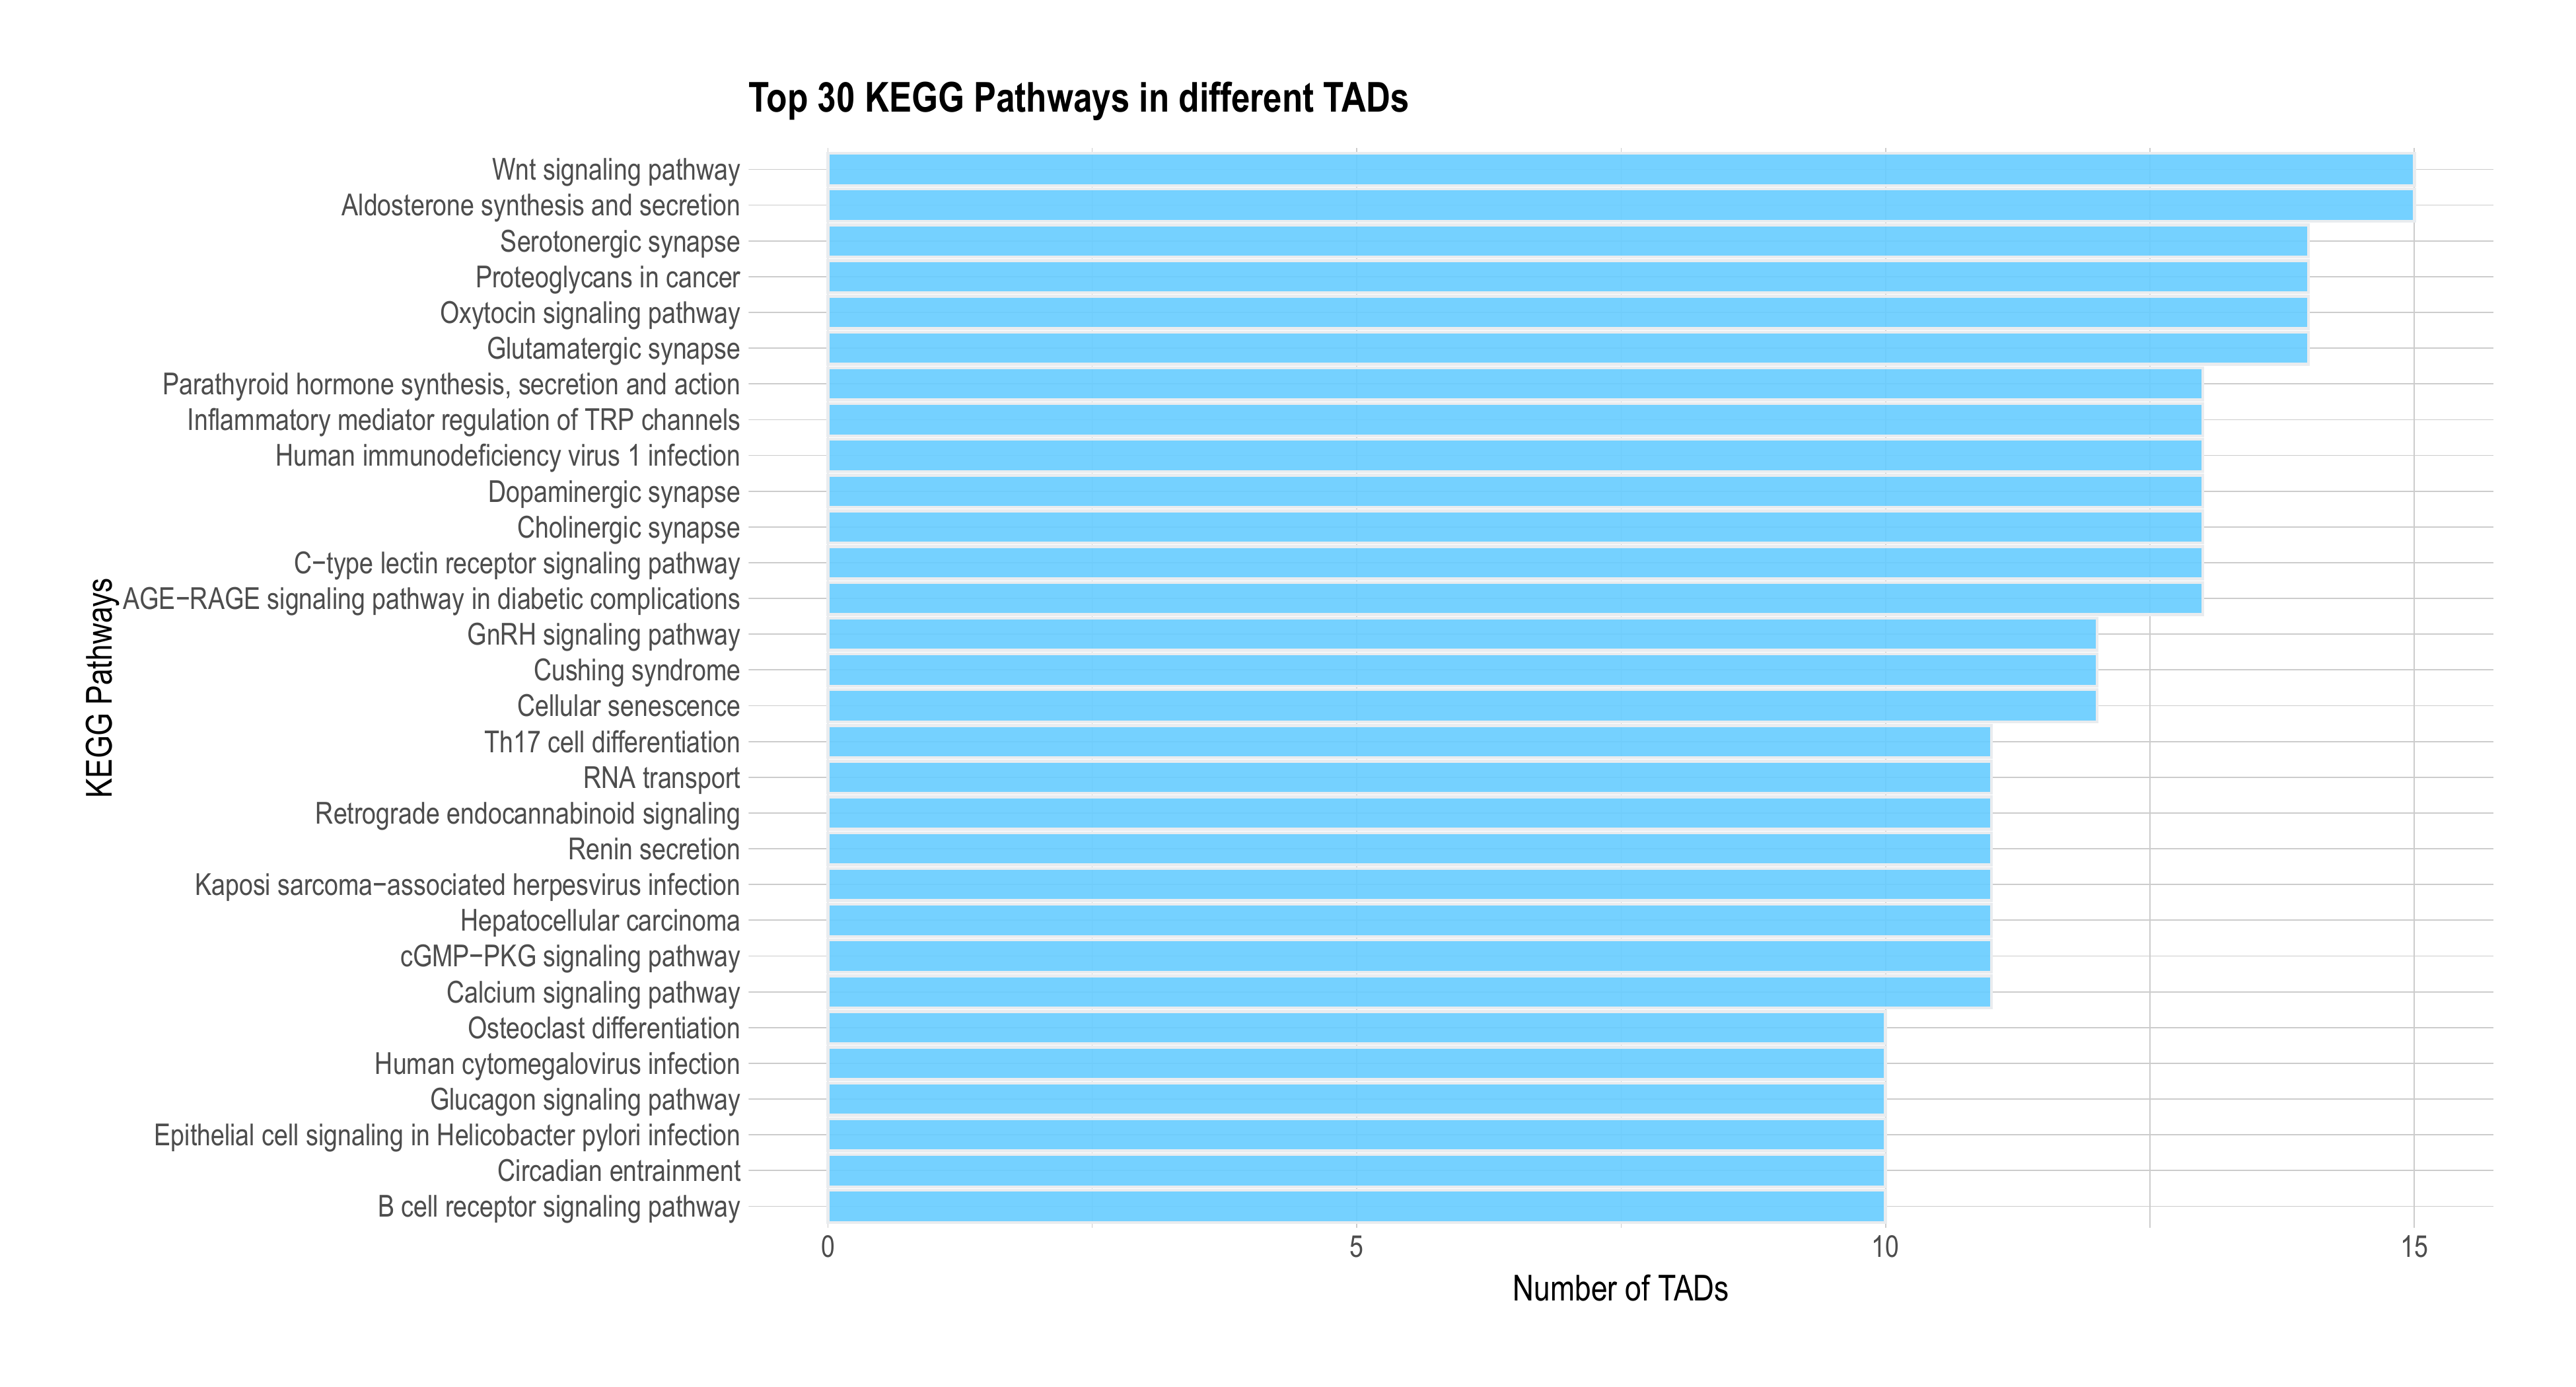 Top 30 KEGG Pathways in different TADs
Wnt signaling pathway
Aldosterone synthesis and secretion
Serotonergic synapse
Proteoglycans in cancer
Oxytocin signaling pathway
Glutamatergic synapse
Parathyroid hormone synthesis, secretion and action
Inflammatory mediator regulation of TRP channels
Human immunodeficiency virus 1 infection
Dopaminergic synapse
Cholinergic synapse
C−type lectin receptor signaling pathway
AGE−RAGE signaling pathway in diabetic complications
GnRH signaling pathway
Cushing syndrome
Cellular senescence
Th17 cell differentiation
RNA transport
Retrograde endocannabinoid signaling
Renin secretion
Kaposi sarcoma−associated herpesvirus infection
Hepatocellular carcinoma
cGMP−PKG signaling pathway
Calcium signaling pathway
Osteoclast differentiation
Human cytomegalovirus infection
Glucagon signaling pathway
Epithelial cell signaling in Helicobacter pylori infection
Circadian entrainment
B cell receptor signaling pathway
KEGG Pathways
0 5 10 15
Number of TADs